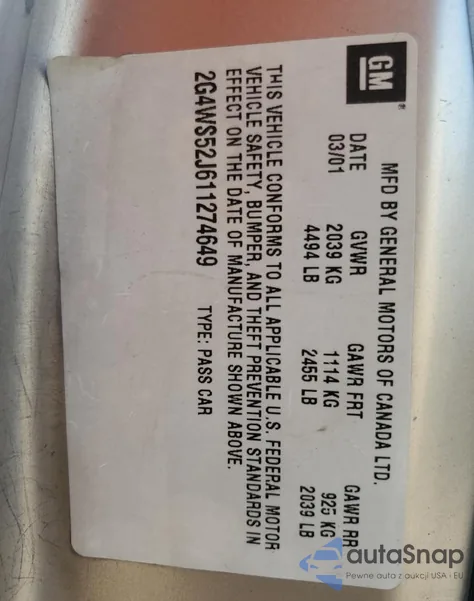 GM®
MFD BY GENERAL MOTORS OF CANADA LTD.
DATE GVWR GAWR FRT GAWR RR
03/01 2039 KG 1114 KG 925 KG
4494 LB 2455 LB 2039 LB
THIS VEHICLE CONFORMS TO ALL APPLICABLE U.S. FEDERAL MOTOR
VEHICLE SAFETY, BUMPER, AND THEFT PREVENTION STANDARDS IN
EFFECT ON THE DATE OF MANUFACTURE SHOWN ABOVE.
2G4WS52J611274649 TYPE: PASS CAR
autoSnap
Pewne auta z aukcji USA - EU